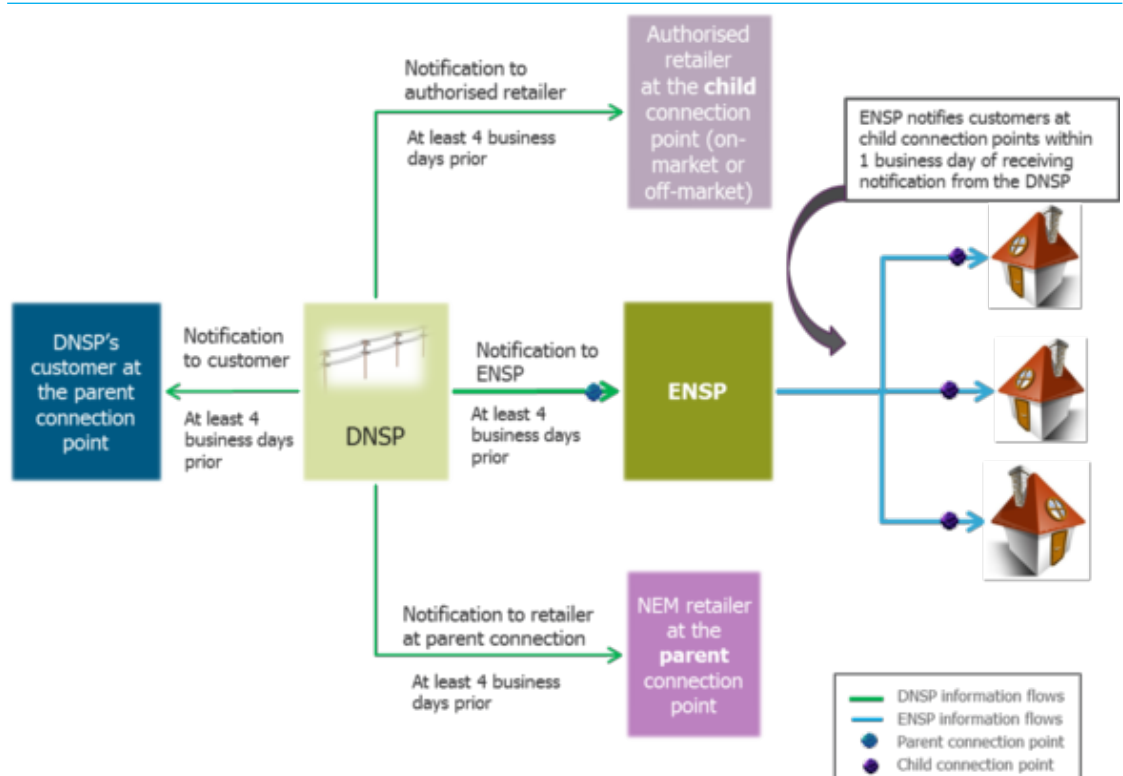 Notification to
authorised retailer
At least 4 business
days prior
Authorised
retailer
at the child
connection
point (on-
market or
off-market)
ENSP notifies customers at
child connection points within
1 business day of receiving
notification from the DNSP
DNSP's
customer at
the parent
connection
point
Notification
to customer
At least 4
business days
prior
DNSP
Notification to
ENSP
At least 4
business days
prior
ENSP
Notification to retailer
at parent connection
At least 4 business
days prior
NEM retailer
at the
parent
connection
point
DNSP information flows
ENSP information flows
Parent connection point
Child connection point